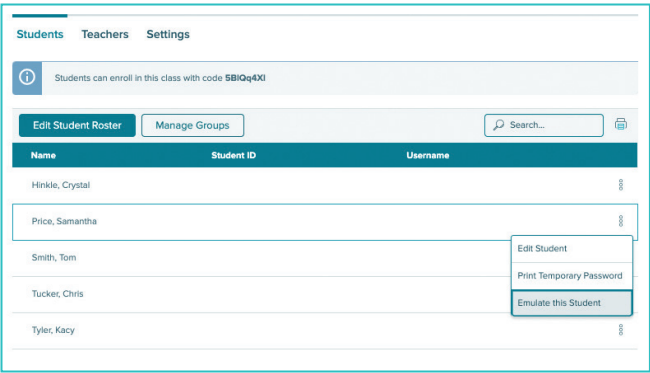 Students Teachers Settings
Students can enroll in this class with code 5BIQq4XI
Edit Student Roster Manage Groups Search...
Name Student ID Username
Hinkle, Crystal
Price, Samantha
Edit Student
Smith, Tom
Print Temporary Password
Tucker, Chris
Emulate this Student
Tyler, Kacy